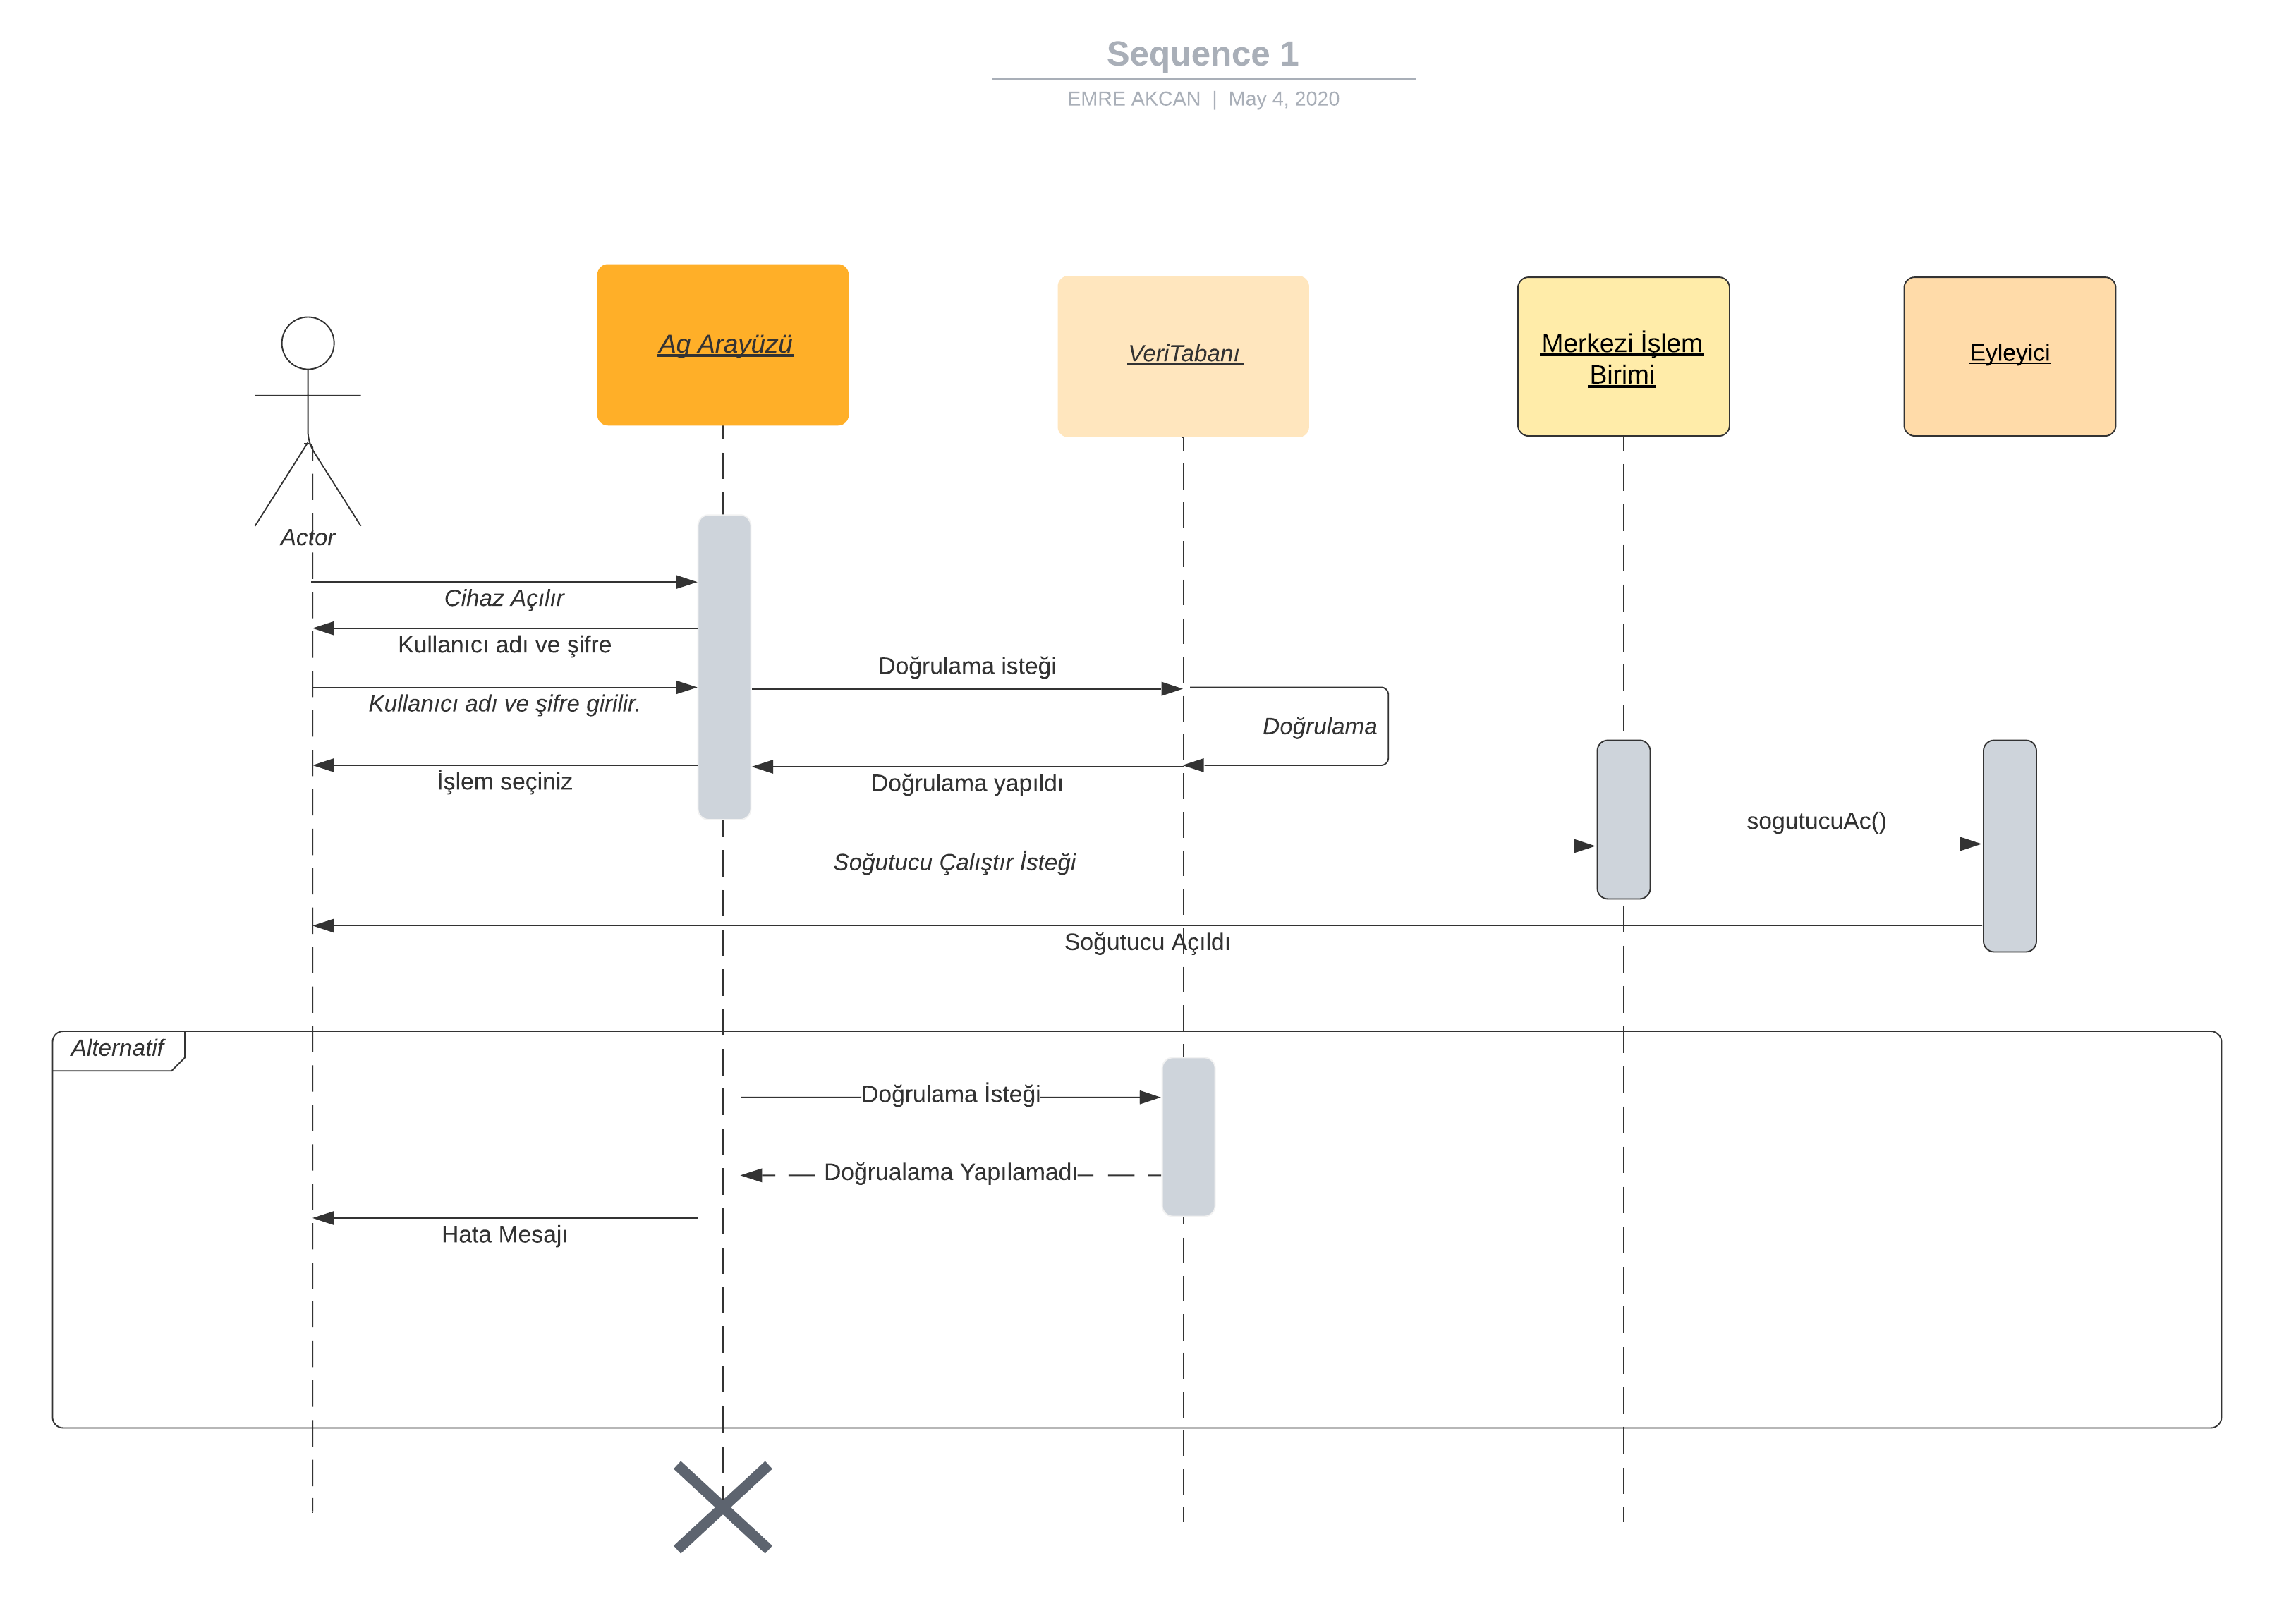 Sequence 1
EMRE AKCAN | May 4, 2020
Ag Arayüzü
VeriTabanı
Merkezi İşlem
Birimi
Eyleyici
Actor
Cihaz Açılır
Kullanıcı adı ve şifre
Doğrulama isteği
Kullanıcı adı ve şifre girilir.
Doğrulama
İşlem seçiniz
Doğrulama yapıldı
sogutucuAc()
Soğutucu Çalıştır İsteği
Soğutucu Açıldı
Alternatif
Doğrulama İsteği
Doğrualama Yapılamadı
Hata Mesajı